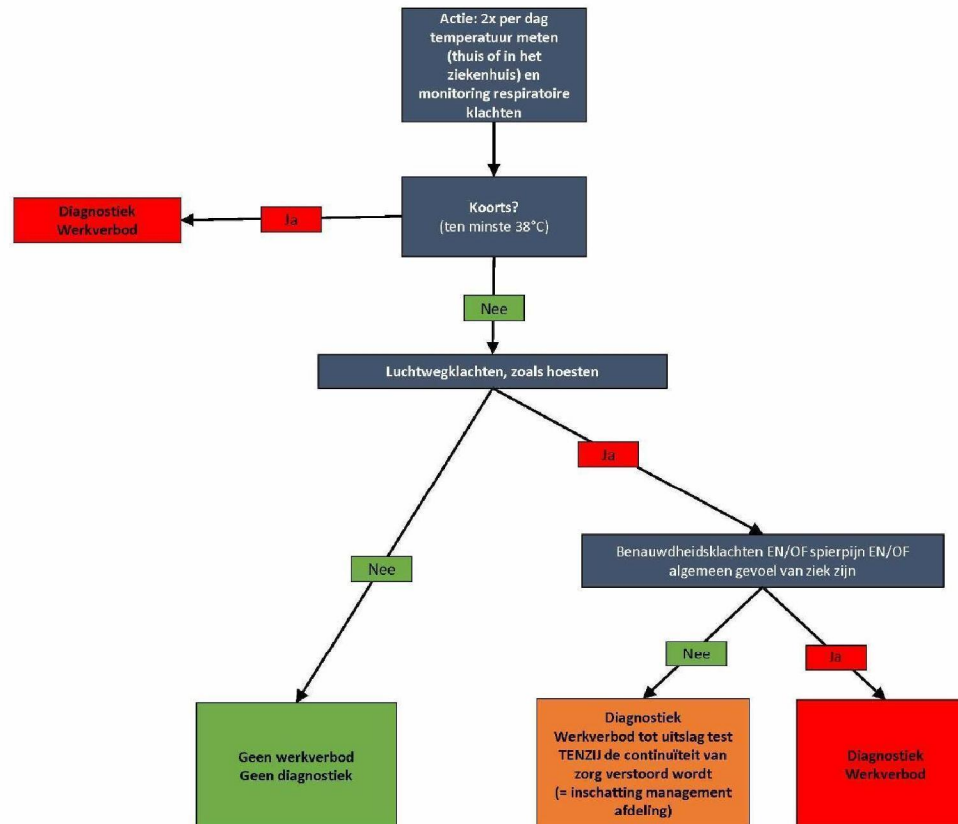 Actie: 2x per dag
temperatuur meten
(thuis of in het
ziekenhuis) en
monitoring respiratoire
klachten
Diagnostiek
Werkverbod
Ja
Koorts?
(ten minste 38°C)
Nee
Luchtwegklachten, zoals hoesten
Ja
Nee
Benauwdheidsklachten EN/OF spierpijn EN/OF
algemeen gevoel van ziek zijn
Nee
Ja
Geen werkverbod
Geen diagnostiek
Diagnostiek
Werkverbod tot uitslag test
TENZIJ de continuïteit van
zorg verstoord wordt
(= inschatting management
afdeling)
Diagnostiek
Werkverbod